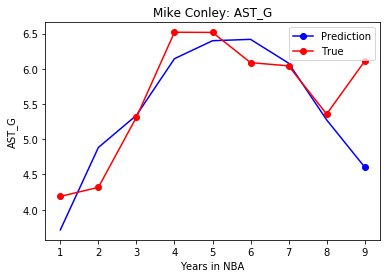 Mike Conley: AST_G
Prediction
True
6.5
6.0
5.5
5.0
4.5
4.0
AST_G
1 2 3 4 5 6 7 8 9
Years in NBA